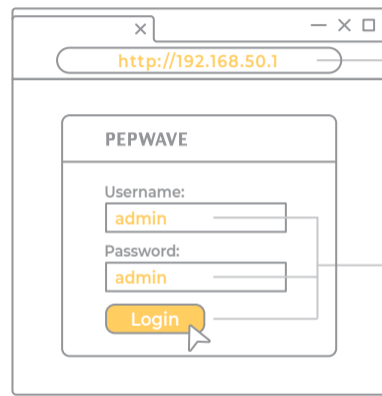 http://192.168.50.1
PEPWAVE
Username:
admin
Password:
admin
Login